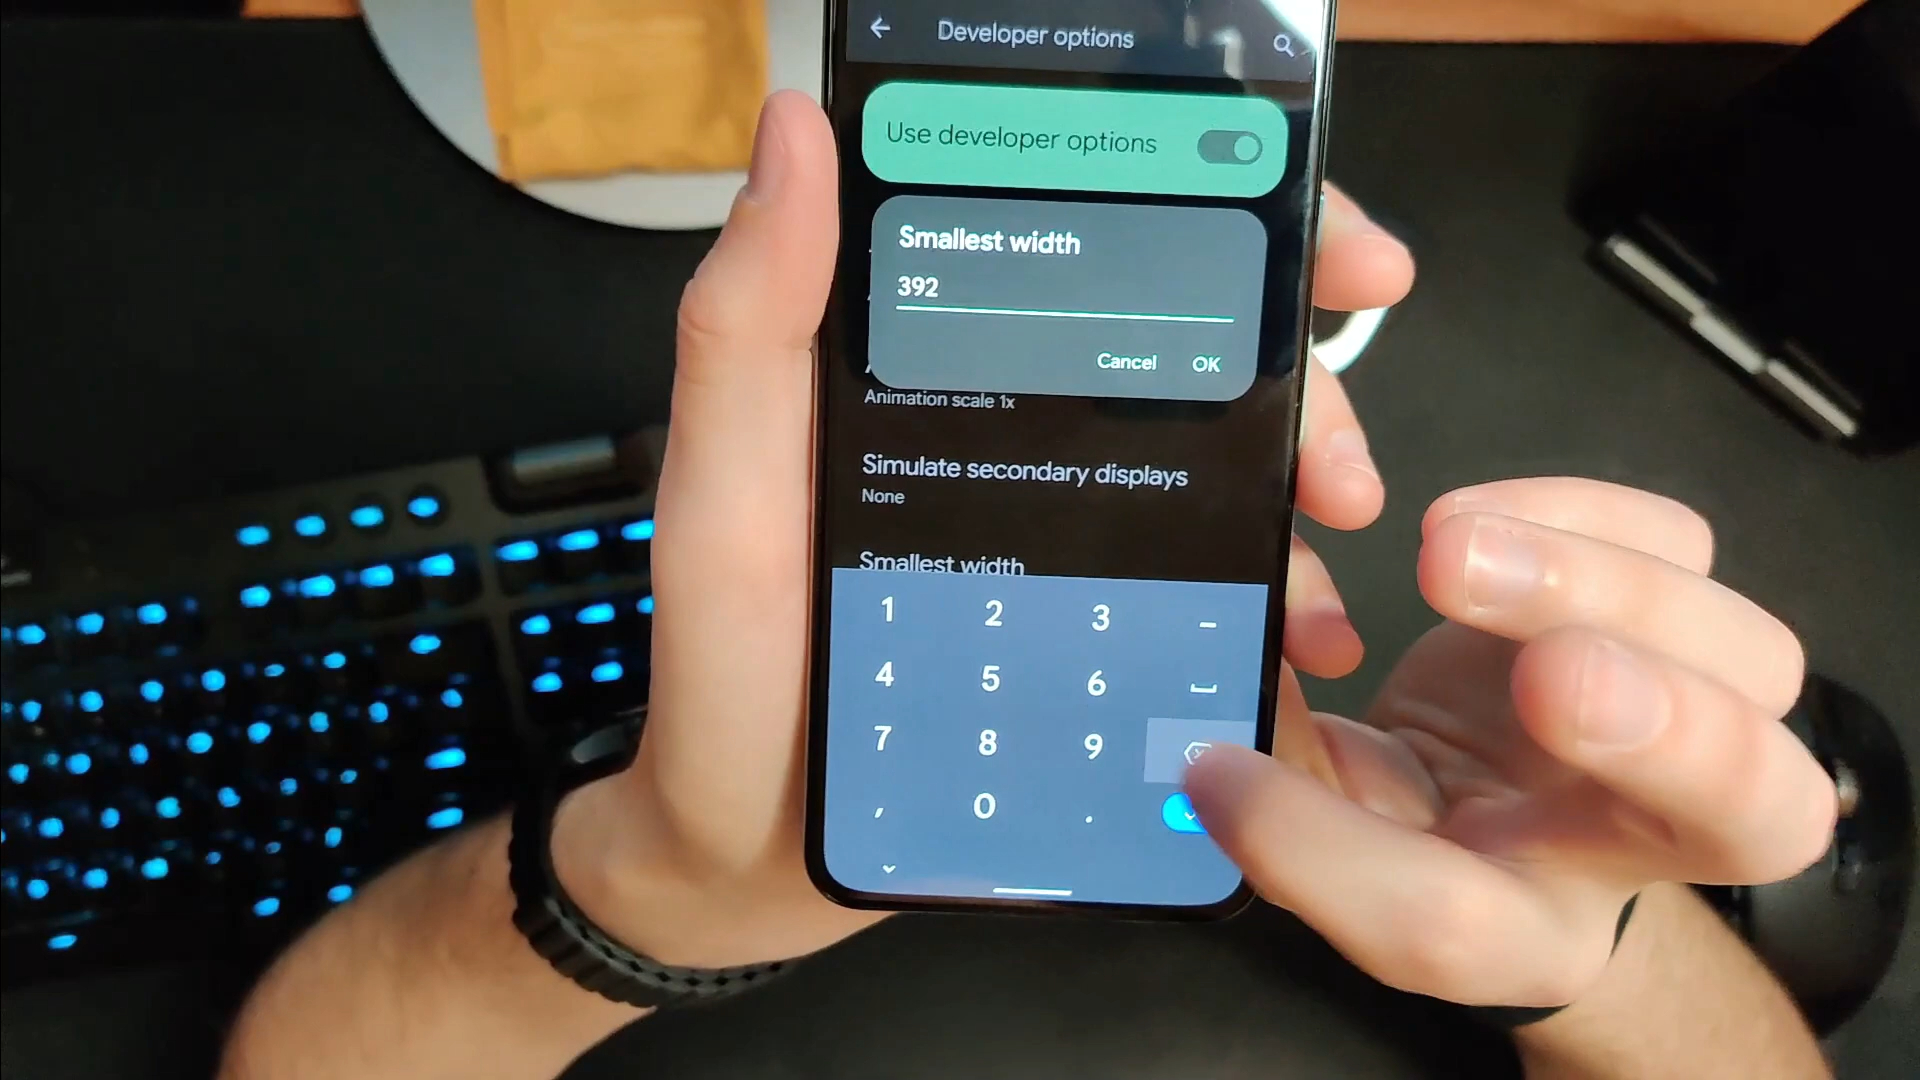 Developer options
Use developer options
Smallest width
392
Cancel OK
Animation scale 1x
Simulate secondary displays
None
Smallest width
1 2 3 –
4 5 6
7 8 9
, 0 .